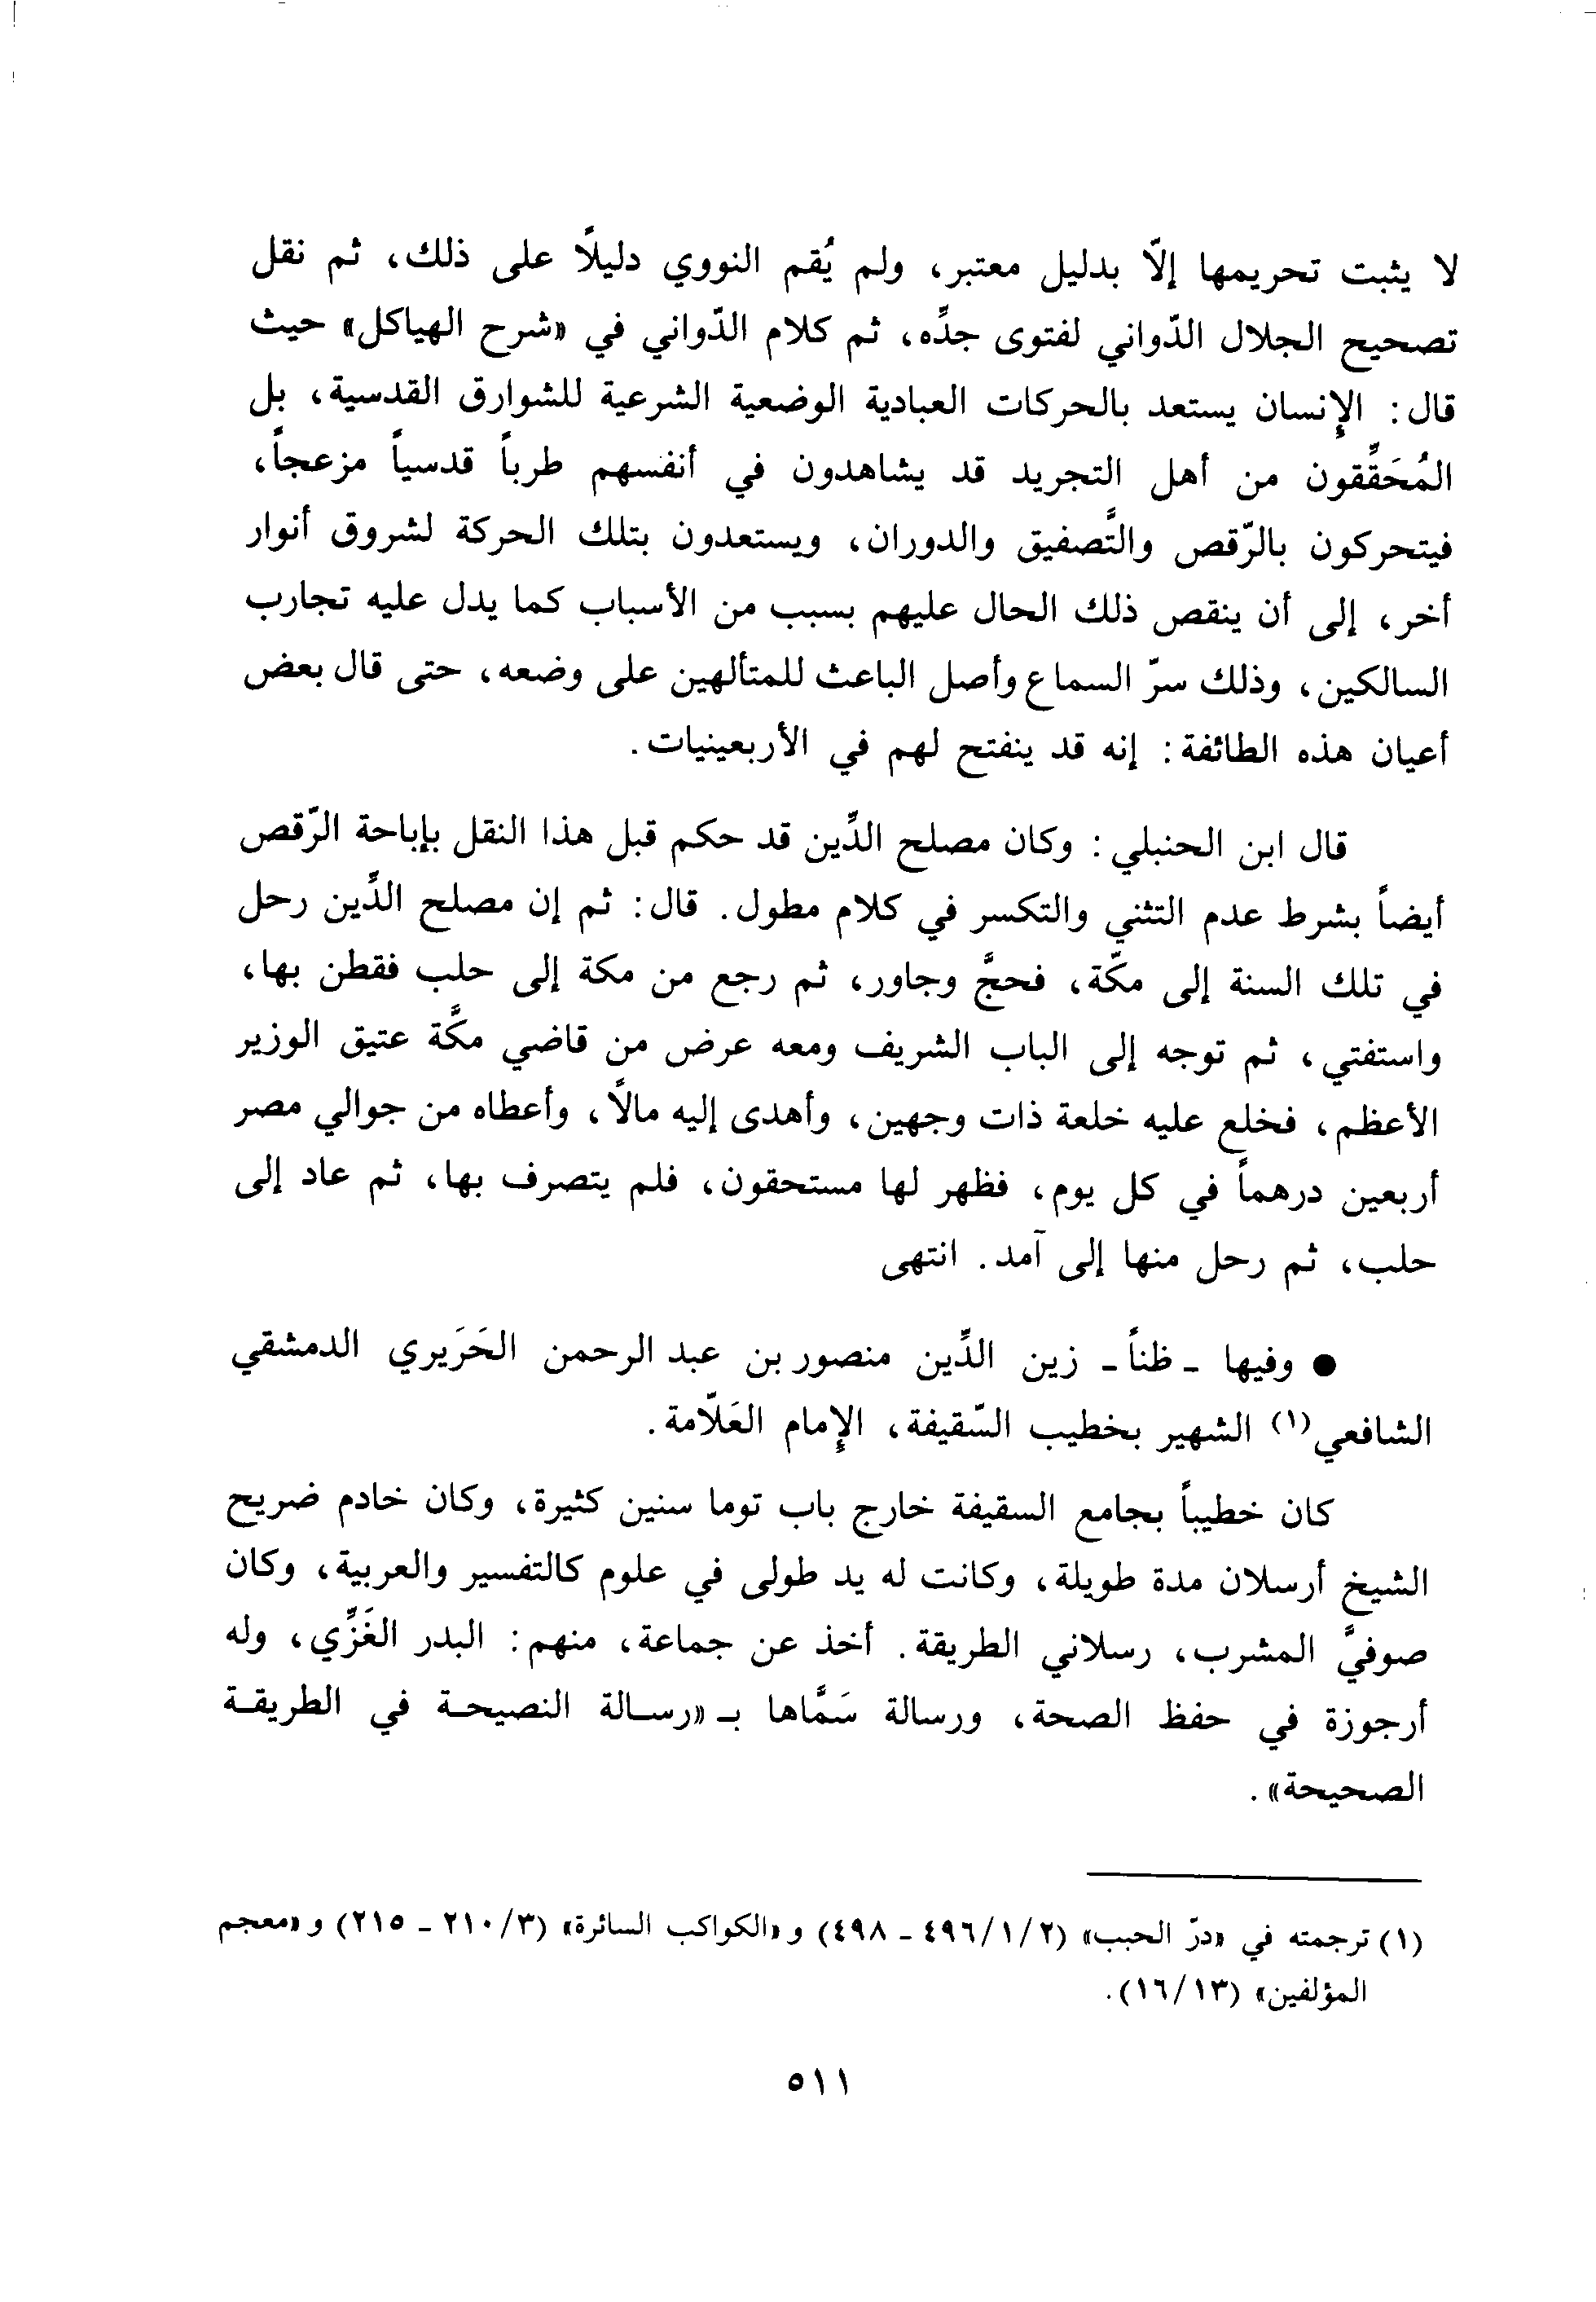 لا يثبت تحريمها إلاّ بدليل معتبر، ولم يُقم النووي دليلًا على ذلك، ثم نقل
تصحيح الجلال الدّواني لفتوى جدِّه، ثم كلام الدّواني في «شرح الهياكل» حيث
قال: الإنسان يستعد بالحركات العبادية الوضعية الشرعية للشوارق القدسية، بل
المُحَقِّقون من أهل التجريد قد يشاهدون في أنفسهم طرباً قدسياً مزعجاً،
فيتحركون بالرّقص والتَّصفيق والدوران، ويستعدون بتلك الحركة لشروق أنوار
أخر، إلى أن ينقص ذلك الحال عليهم بسبب من الأسباب كما يدل عليه تجارب
السالكين، وذلك سرّ السماع وأصل الباعث للمتألهين على وضعه، حتى قال بعض
أعيان هذه الطائفة: إنه قد ينفتح لهم في الأربعينيات.
قال ابن الحنبلي: وكان مصلح الدِّين قد حكم قبل هذا النقل بإباحة الرّقص
أيضاً بشرط عدم التثني والتكسر في كلام مطول. قال: ثم إن مصلح الدِّين رحل
في تلك السنة إلى مكّة، فحجَّ وجاور، ثم رجع من مكة إلى حلب فقطن بها،
واستفتي، ثم توجه إلى الباب الشريف ومعه عرض من قاضي مكَّة عتيق الوزير
الأعظم، فخلع عليه خلعة ذات وجهين، وأهدى إليه مالًا، وأعطاه من جوالي مصر
أربعين درهماً في كل يوم، فظهر لها مستحقون، فلم يتصرف بها، ثم عاد إلى
حلب، ثم رحل منها إلى آمد. انتهى
● وفيها ـ ظناً ـ زين الدِّين منصور بن عبد الرحمن الحَرَيري الدمشقي
الشافعي(١) الشهير بخطيب السّقيفة، الإمام العَلّامة.
كان خطيباً بجامع السقيفة خارج باب توما سنين كثيرة، وكان خادم ضريح
الشيخ أرسلان مدة طويلة، وكانت له يد طولى في علوم كالتفسير والعربية، وكان
صوفيَّ المشرب، رسلاني الطريقة. أخذ عن جماعة، منهم: البدر الغَزِّي، وله
أرجوزة في حفظ الصحة، ورسالة سَمَّاها بـ «رسـالة النصيحـة في الطريقـة
الصحيحة».
(١) ترجمته في «درّ الحبب» (٤٩٦/١/٢ ـ ٤٩٨) و «الكواكب السائرة» (٢١٠/٣ ـ ٢١٥) و «معجم
المؤلفين» (١٦/١٣).
٥١١